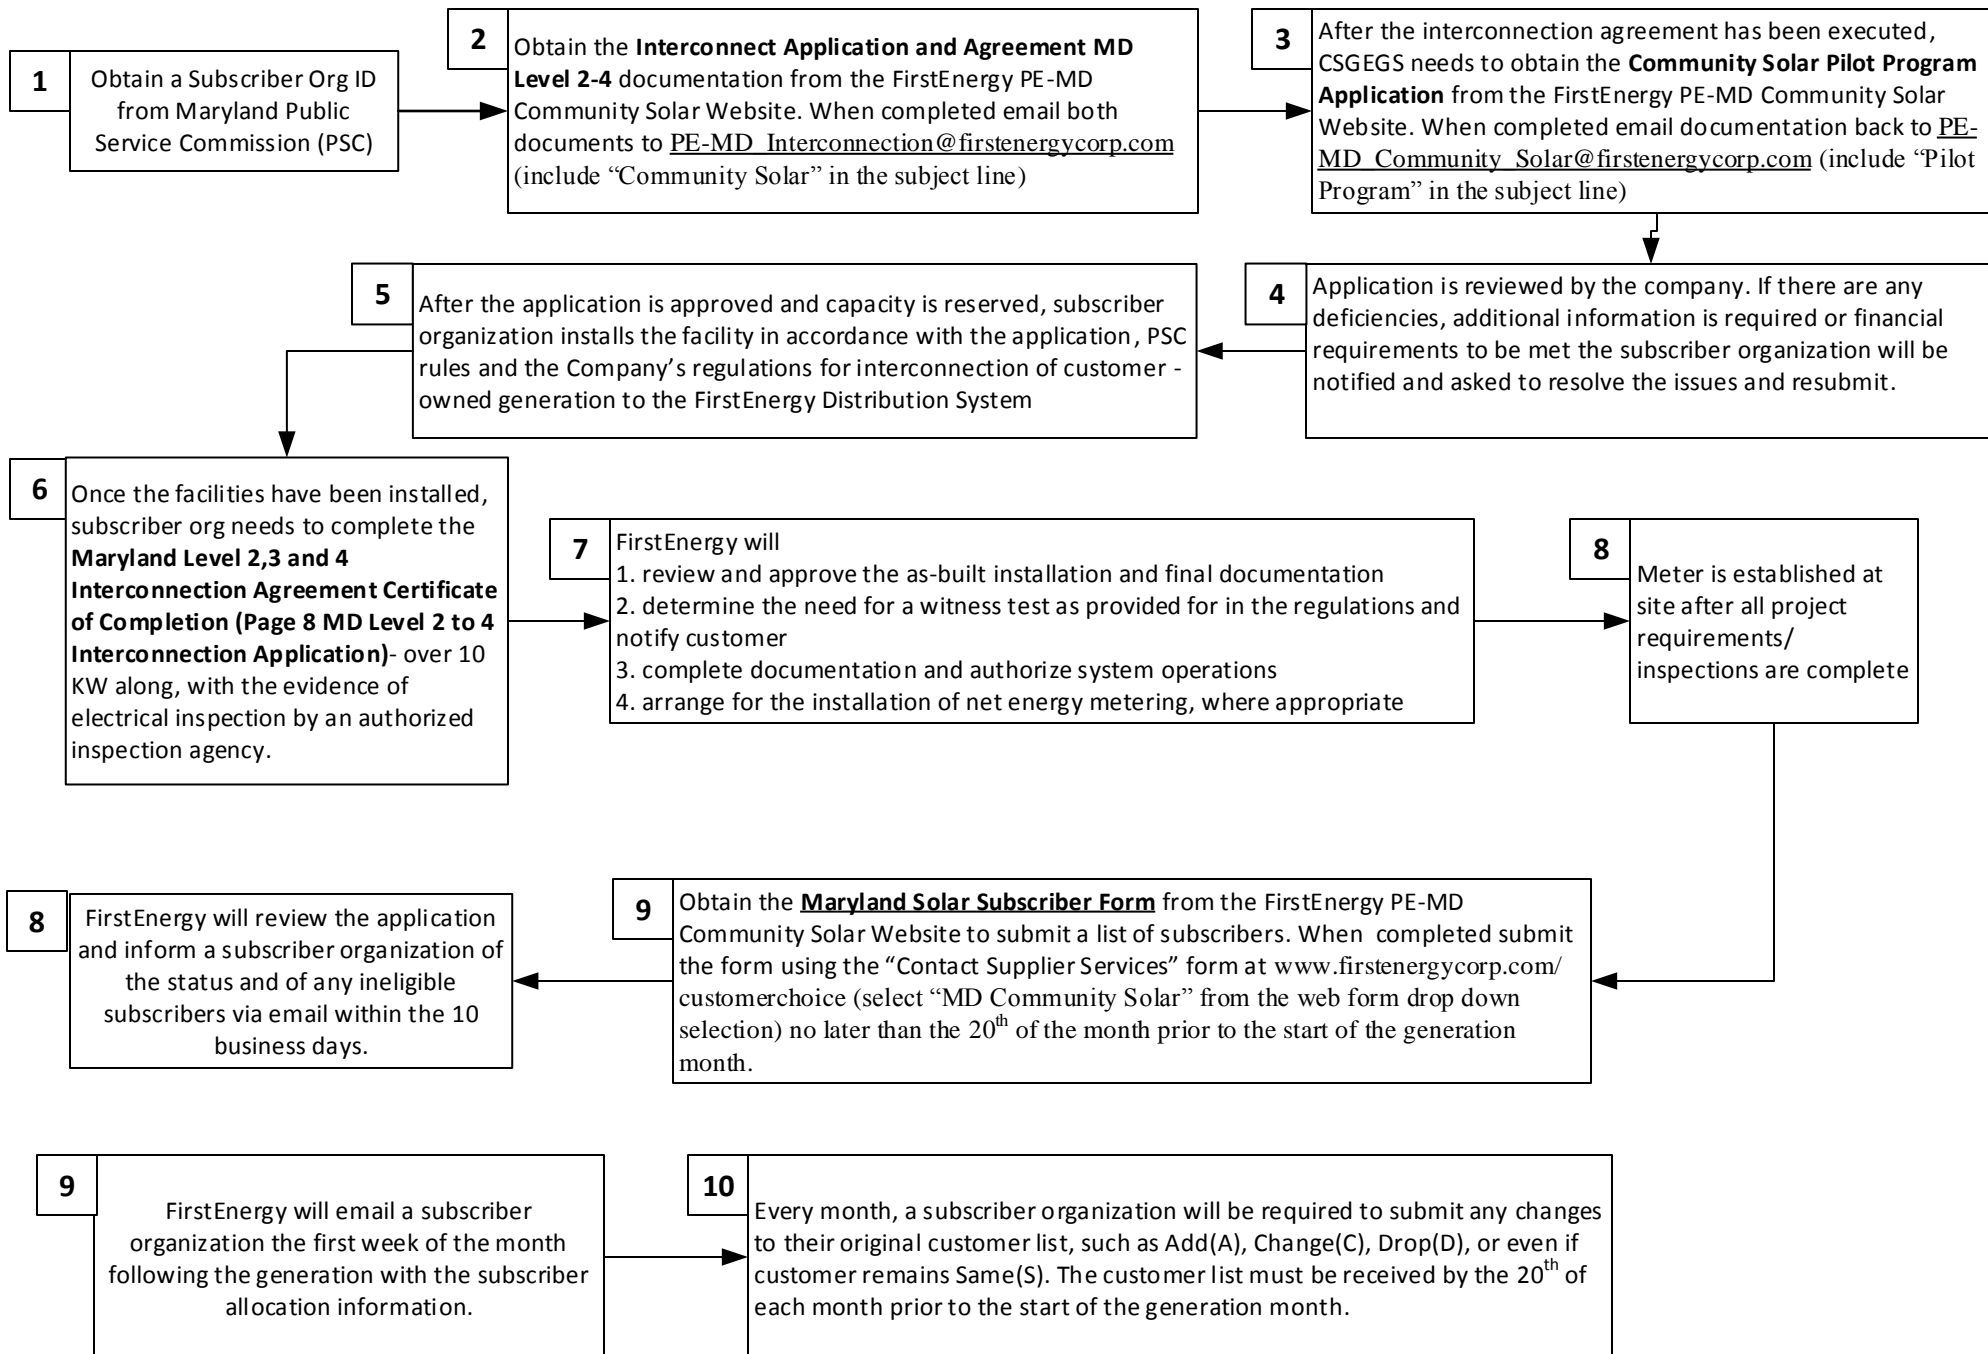 1
Obtain a Subscriber Org ID
from Maryland Public
Service Commission (PSC)
2
Obtain the Interconnect Application and Agreement MD
Level 2-4 documentation from the FirstEnergy PE-MD
Community Solar Website. When completed email both
documents to PE-MD_Interconnection@firstenergycorp.com
(include “Community Solar” in the subject line)
3
After the interconnection agreement has been executed,
CSGEGS needs to obtain the Community Solar Pilot Program
Application from the FirstEnergy PE-MD Community Solar
Website. When completed email documentation back to PE-
MD_Community_Solar@firstenergycorp.com (include “Pilot
Program” in the subject line)
4
Application is reviewed by the company. If there are any
deficiencies, additional information is required or financial
requirements to be met the subscriber organization will be
notified and asked to resolve the issues and resubmit.
5
After the application is approved and capacity is reserved, subscriber
organization installs the facility in accordance with the application, PSC
rules and the Company’s regulations for interconnection of customer -
owned generation to the FirstEnergy Distribution System
6
Once the facilities have been installed,
subscriber org needs to complete the
Maryland Level 2,3 and 4
Interconnection Agreement Certificate
of Completion (Page 8 MD Level 2 to 4
Interconnection Application)- over 10
KW along, with the evidence of
electrical inspection by an authorized
inspection agency.
7
FirstEnergy will
1. review and approve the as-built installation and final documentation
2. determine the need for a witness test as provided for in the regulations and
notify customer
3. complete documentation and authorize system operations
4. arrange for the installation of net energy metering, where appropriate
8
Meter is established at
site after all project
requirements/
inspections are complete
9
Obtain the Maryland Solar Subscriber Form from the FirstEnergy PE-MD
Community Solar Website to submit a list of subscribers. When completed submit
the form using the “Contact Supplier Services” form at www.firstenergycorp.com/
customerchoice (select “MD Community Solar” from the web form drop down
selection) no later than the 20th of the month prior to the start of the generation
month.
8
FirstEnergy will review the application
and inform a subscriber organization of
the status and of any ineligible
subscribers via email within the 10
business days.
9
FirstEnergy will email a subscriber
organization the first week of the month
following the generation with the subscriber
allocation information.
10
Every month, a subscriber organization will be required to submit any changes
to their original customer list, such as Add(A), Change(C), Drop(D), or even if
customer remains Same(S). The customer list must be received by the 20th of
each month prior to the start of the generation month.